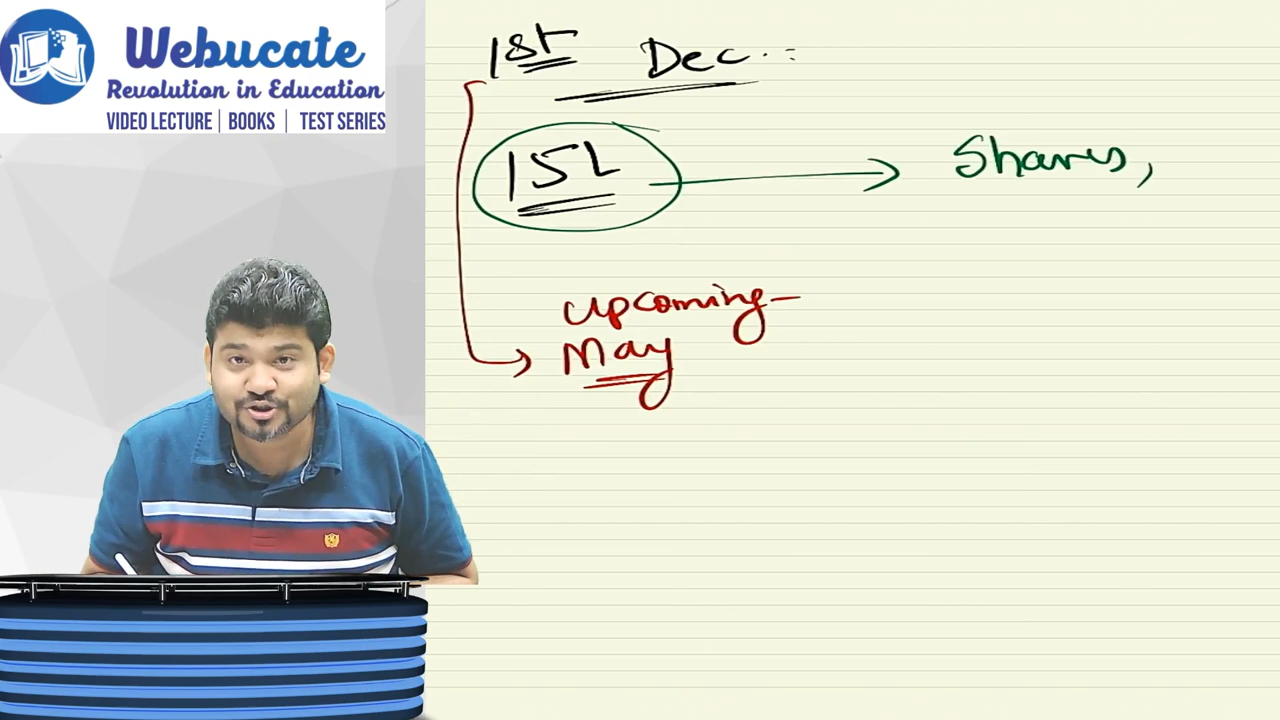 Webucate
Revolution in Education
VIDEO LECTURE | BOOKS | TEST SERIES
1st Dec.. :
15L → Shares,
upcoming-
May